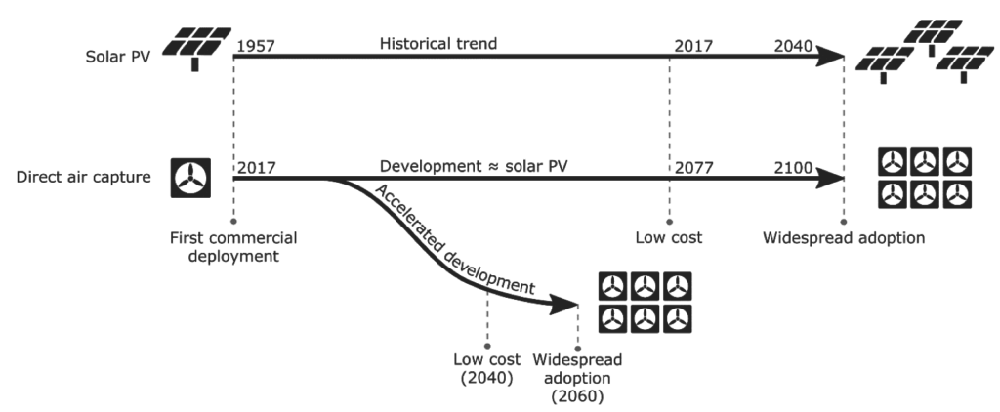 Solar PV 1957 Historical trend 2017 2040
Direct air capture 2017 Development ≈ solar PV 2077 2100
Accelerated development
First commercial
deployment
Low cost
Widespread adoption
Low cost
(2040)
Widespread
adoption
(2060)